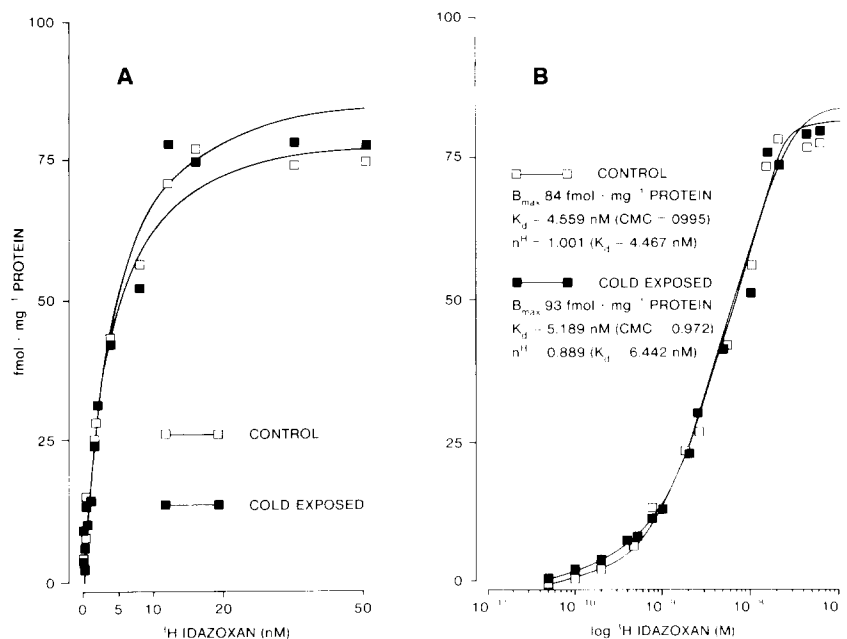 A
100
75
50
25
0
fmol · mg⁻¹ PROTEIN
CONTROL
COLD EXPOSED
0 5 10 20 50
³H IDAZOXAN (nM)
B
100
75
50
25
0
CONTROL
Bmax 84 fmol · mg⁻¹ PROTEIN
Kd – 4.559 nM (CMC – 0995)
nH – 1.001 (Kd – 4.467 nM)
COLD EXPOSED
Bmax 93 fmol · mg⁻¹ PROTEIN
Kd – 5.189 nM (CMC 0.972)
nH 0.889 (Kd 6.442 nM)
10⁻¹¹ 10⁻¹⁰ 10⁻⁹ 10⁻⁸
log ³H IDAZOXAN (M)